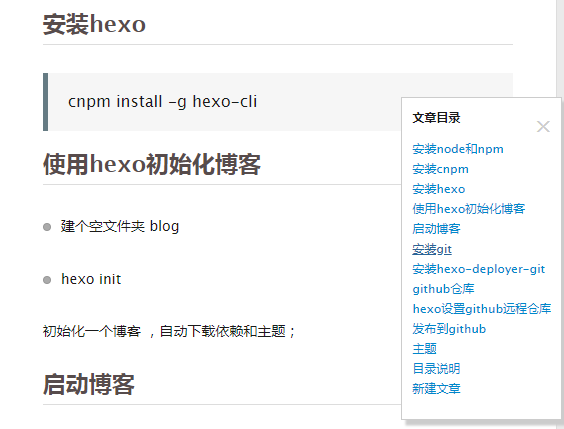 安装hexo
cnpm install -g hexo-cli
使用hexo初始化博客
建个空文件夹 blog
hexo init
初始化一个博客 ，自动下载依赖和主题；
启动博客
文章目录
安装node和npm
安装cnpm
安装hexo
使用hexo初始化博客
启动博客
安装git
安装hexo-deployer-git
github仓库
hexo设置github远程仓库
发布到github
主题
目录说明
新建文章